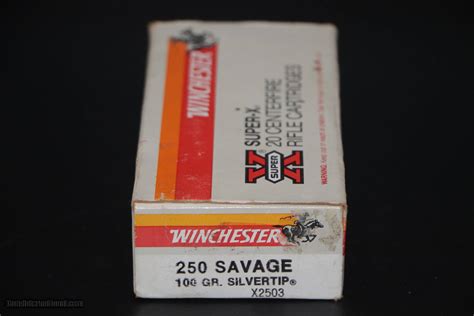 WINCHESTER
SUPER-X®
20 CENTERFIRE
RIFLE CARTRIDGES
X
SUPER
WINCHESTER
250 SAVAGE
100 GR. SILVERTIP®
X2503